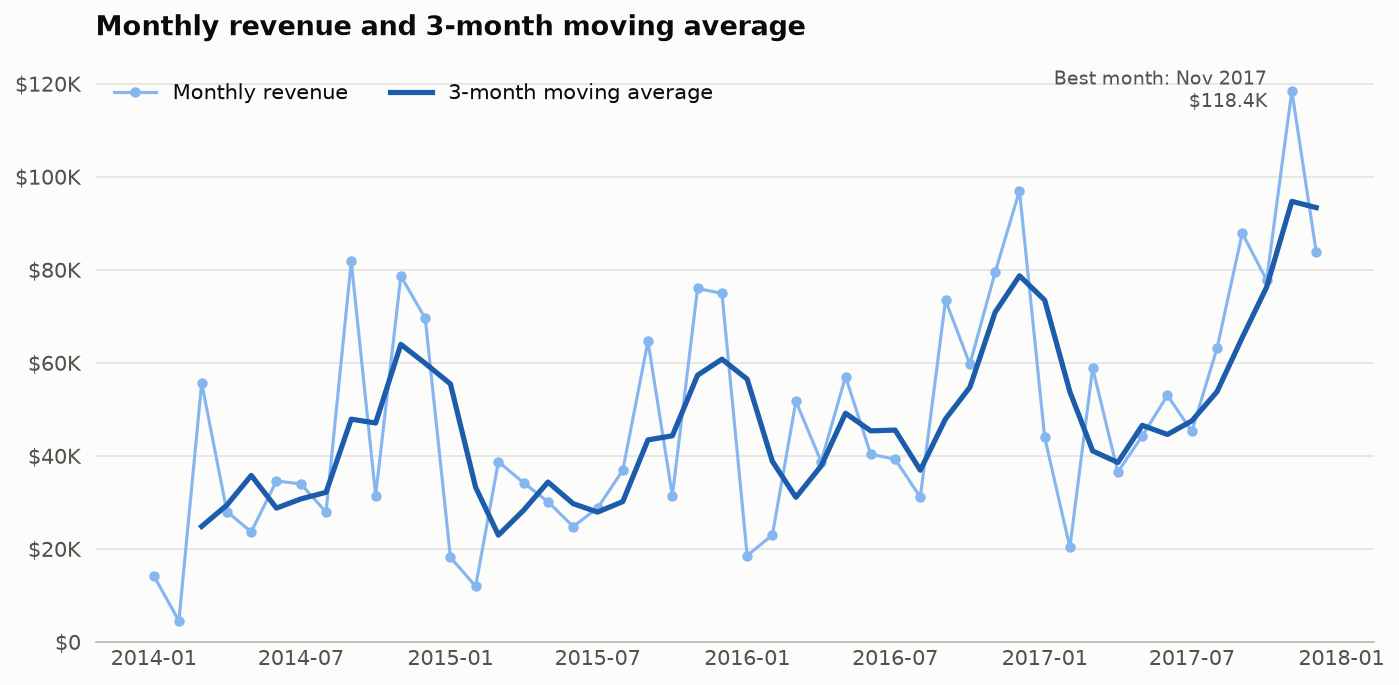 Monthly revenue and 3-month moving average
Monthly revenue
3-month moving average
Best month: Nov 2017
$118.4K
$120K
$100K
$80K
$60K
$40K
$20K
$0
2014-01
2014-07
2015-01
2015-07
2016-01
2016-07
2017-01
2017-07
2018-01